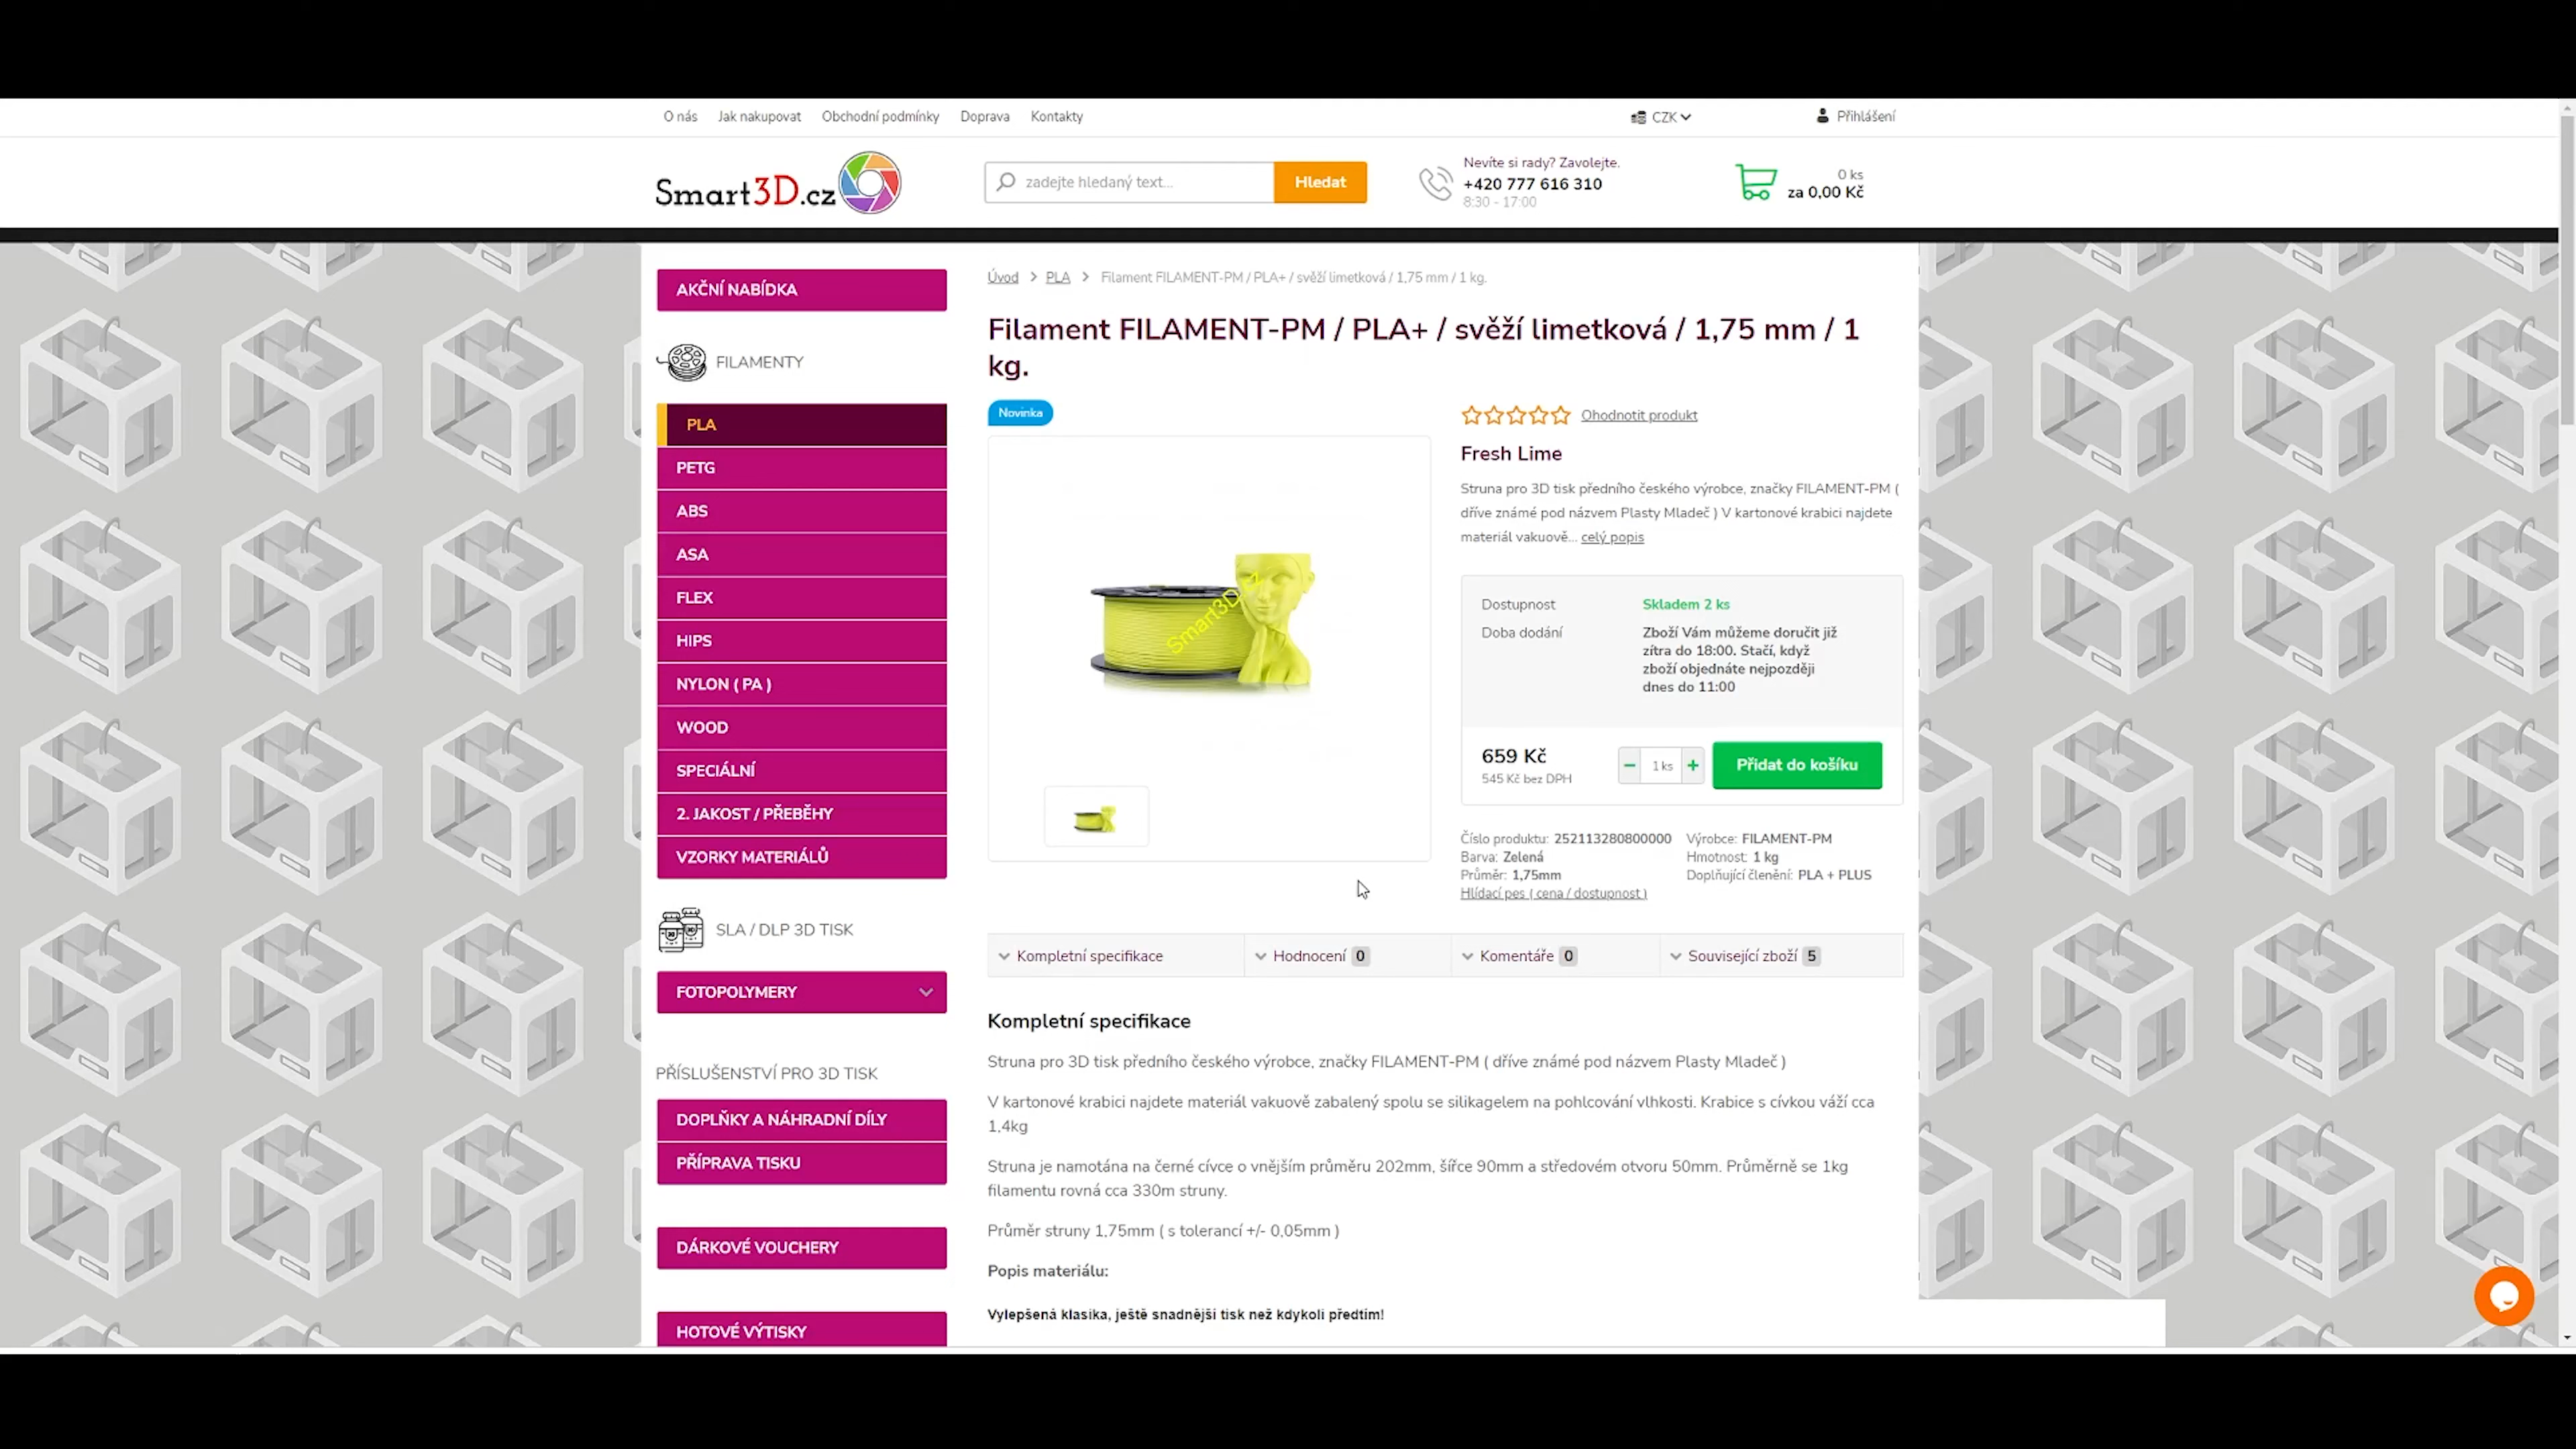 O nás
Jak nakupovat
Obchodní podmínky
Doprava
Kontakty
CZK
Přihlášení
Smart3D.cz
zadejte hledaný text...
Hledat
Nevíte si rady? Zavolejte.
+420 777 616 310
8:30 - 17:00
0 ks
za 0,00 Kč
AKČNÍ NABÍDKA
FILAMENTY
PLA
PETG
ABS
ASA
FLEX
HIPS
NYLON ( PA )
WOOD
SPECIÁLNÍ
2. JAKOST / PŘEBĚHY
VZORKY MATERIÁLŮ
SLA / DLP 3D TISK
FOTOPOLYMERY
PŘÍSLUŠENSTVÍ PRO 3D TISK
DOPLŇKY A NÁHRADNÍ DÍLY
PŘÍPRAVA TISKU
DÁRKOVÉ VOUCHERY
HOTOVÉ VÝTISKY
Úvod > PLA > Filament FILAMENT-PM / PLA+ / svěží limetková / 1,75 mm / 1 kg.
Filament FILAMENT-PM / PLA+ / svěží limetková / 1,75 mm / 1
kg.
Novinka
Smart3D.cz
Ohodnotit produkt
Fresh Lime
Struna pro 3D tisk předního českého výrobce, značky FILAMENT-PM (
dříve známé pod názvem Plasty Mladeč ) V kartonové krabici najdete
materiál vakuově... celý popis
Dostupnost
Skladem 2 ks
Doba dodání
Zboží Vám můžeme doručit již
zítra do 18:00. Stačí, když
zboží objednáte nejpozději
dnes do 11:00
659 Kč
545 Kč bez DPH
1 ks
Přidat do košíku
Číslo produktu: 252113280800000
Výrobce: FILAMENT-PM
Barva: Zelená
Hmotnost: 1 kg
Průměr: 1,75mm
Doplňující členění: PLA + PLUS
Hlídací pes ( cena / dostupnost )
Kompletní specifikace
Hodnocení 0
Komentáře 0
Související zboží 5
Kompletní specifikace
Struna pro 3D tisk předního českého výrobce, značky FILAMENT-PM ( dříve známé pod názvem Plasty Mladeč )
V kartonové krabici najdete materiál vakuově zabalený spolu se silikagelem na pohlcování vlhkosti. Krabice s cívkou váží cca
1,4kg
Struna je namotána na černé cívce o vnějším průměru 202mm, šířce 90mm a středovém otvoru 50mm. Průměrně se 1kg
filamentu rovná cca 330m struny.
Průměr struny 1,75mm ( s tolerancí +/- 0,05mm )
Popis materiálu:
Vylepšená klasika, ještě snadnější tisk než kdykoli předtím!